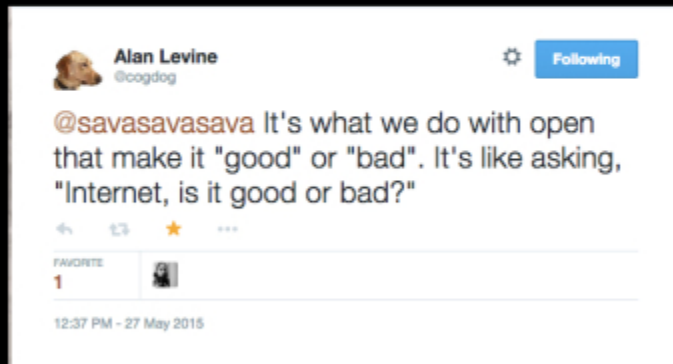 Alan Levine
@cogdog
Following
@savasavasava It's what we do with open
that make it "good" or "bad". It's like asking,
"Internet, is it good or bad?"
FAVORITE
1
12:37 PM - 27 May 2015